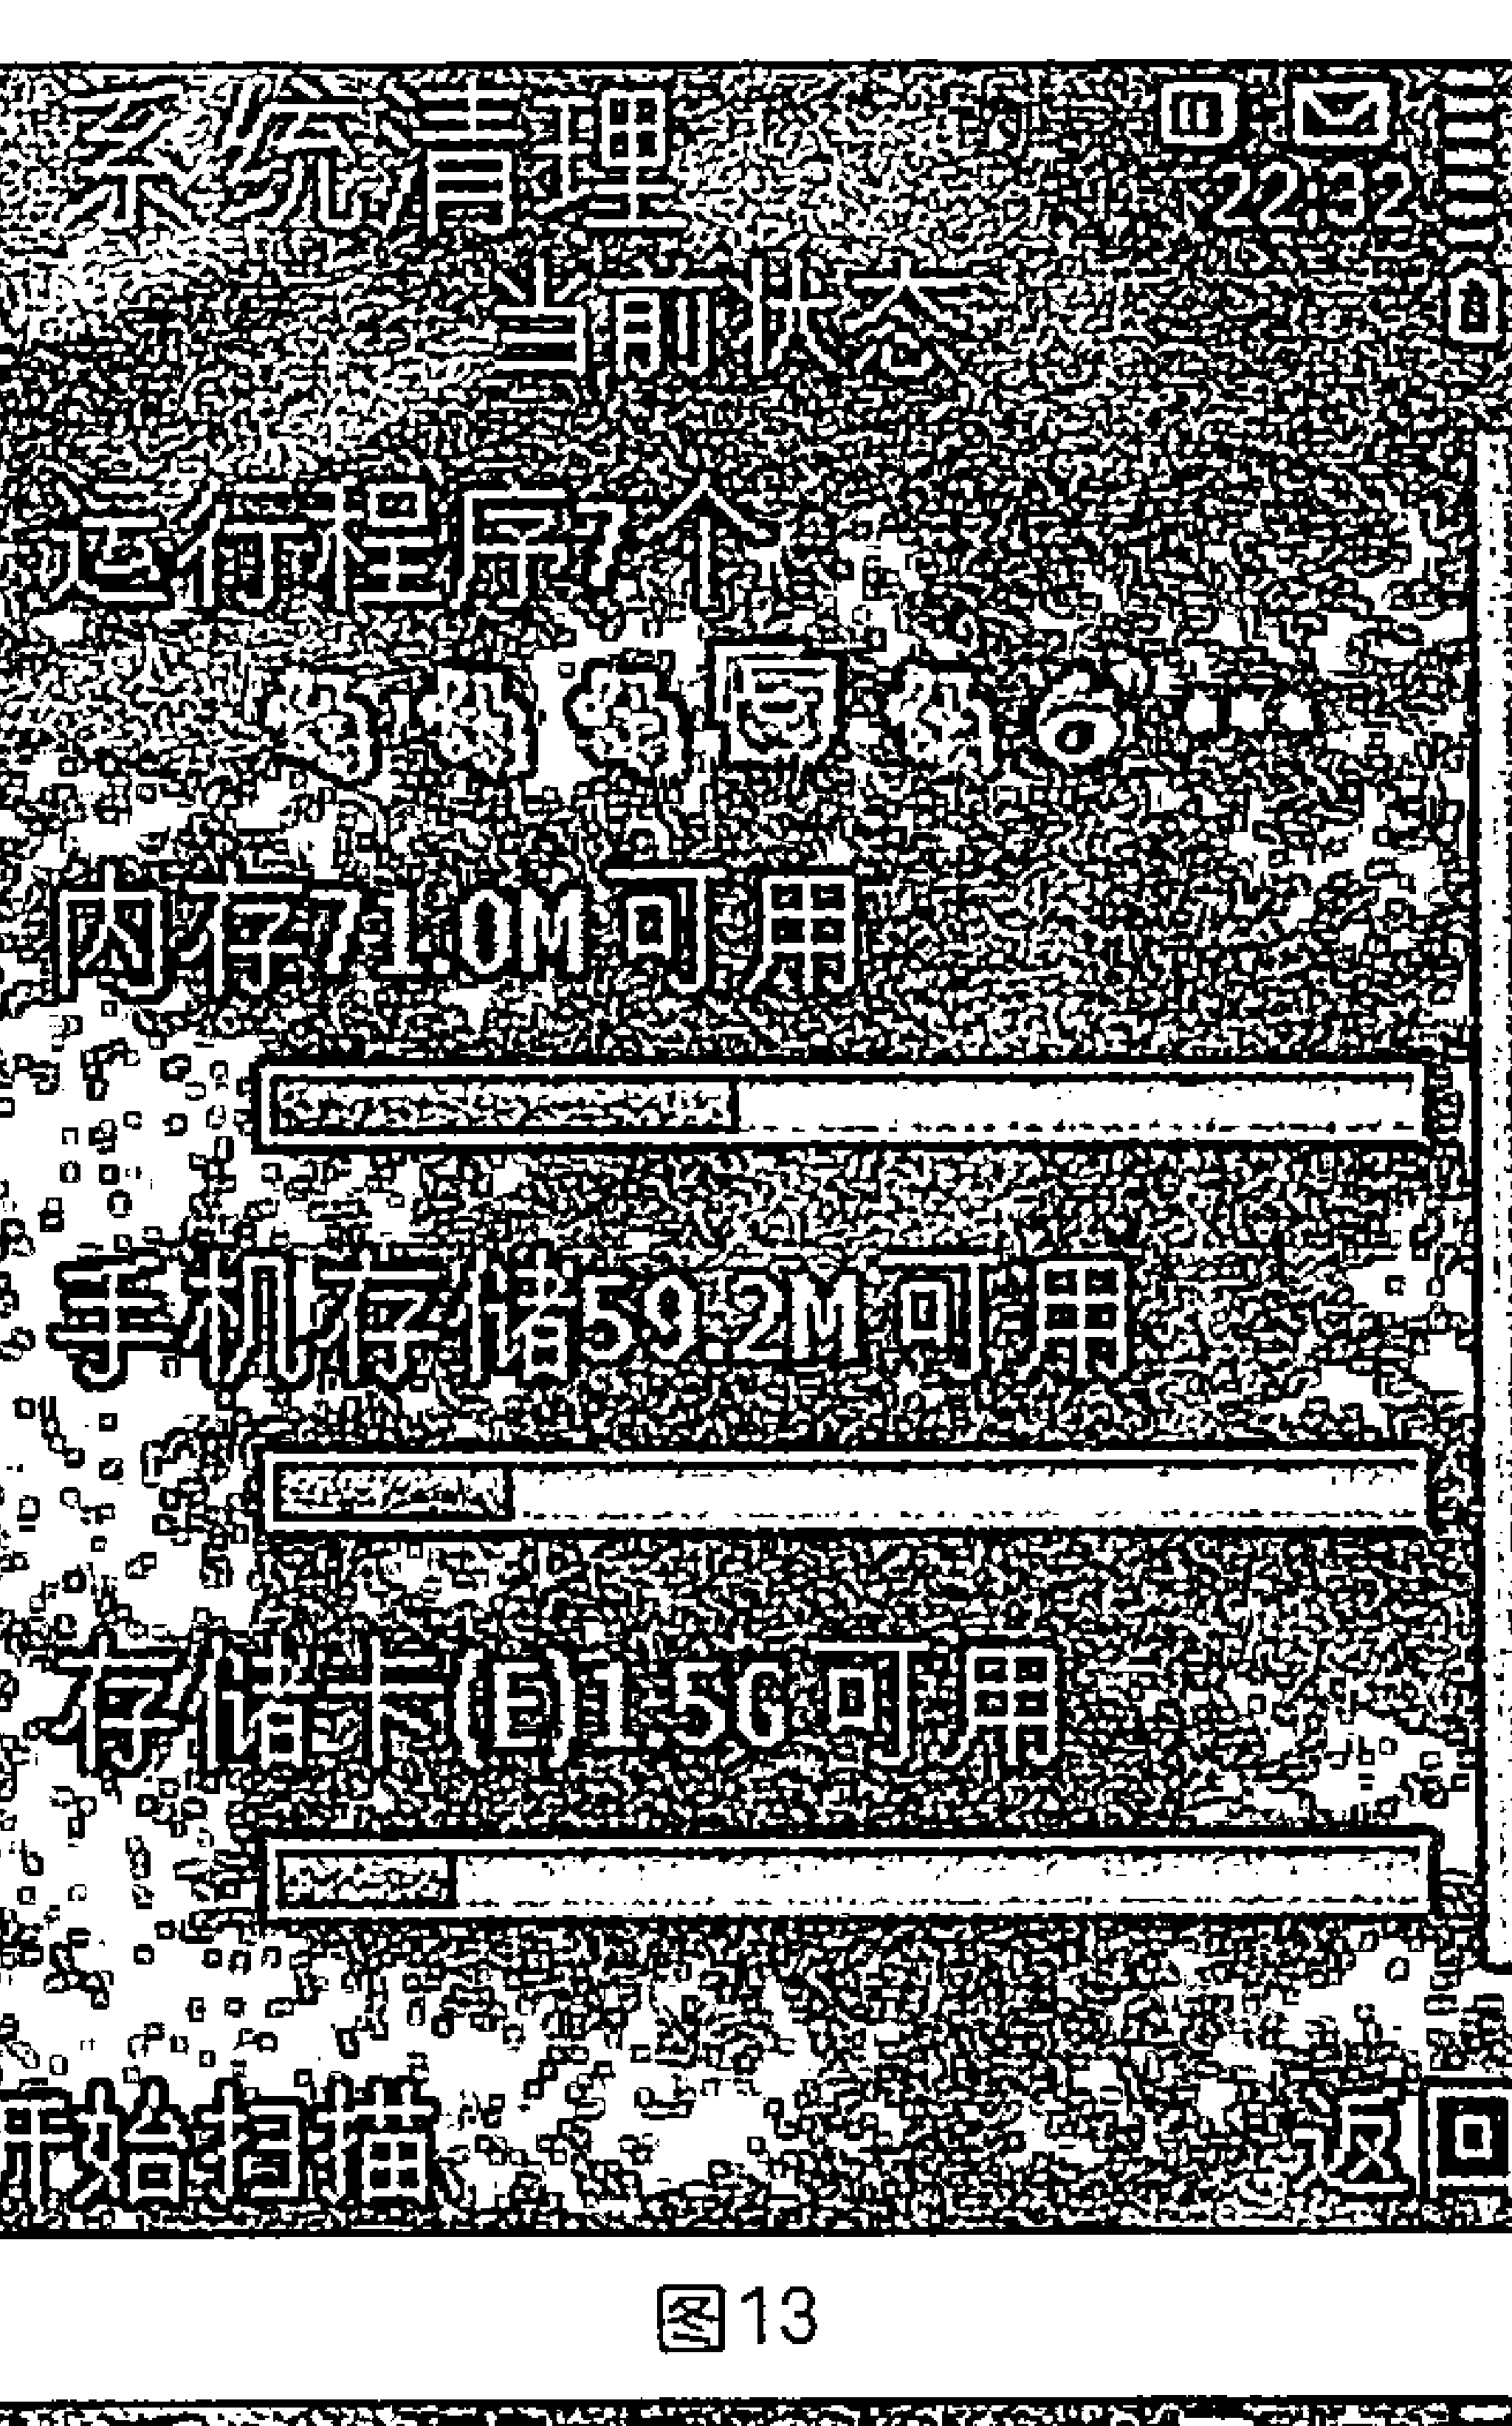 系统清理
22:32
当前状态
运行程序7个
内存71.0M可用
手机存储59.2M可用
存储卡(E)1.5G可用
开始扫描 返回
图13